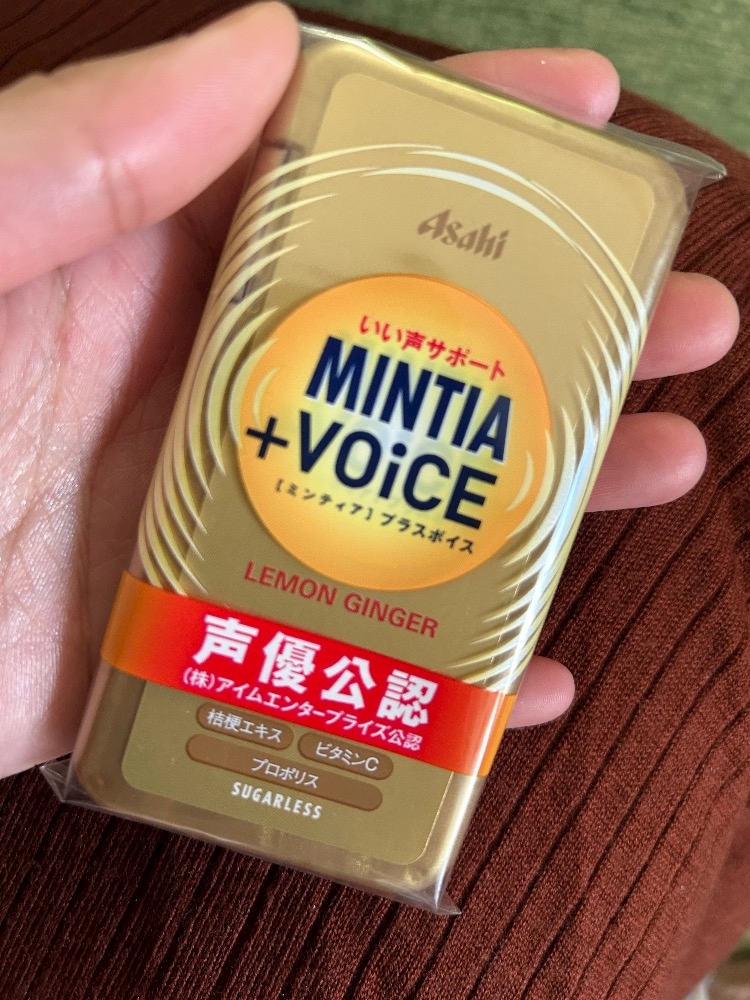 Asahi
いい声サポート
MINTIA
+VOiCE
[ミンティア] プラスボイス
LEMON GINGER
声優公認
(株)アイムエンタープライズ公認
桔梗エキス ビタミンC
プロポリス
SUGARLESS